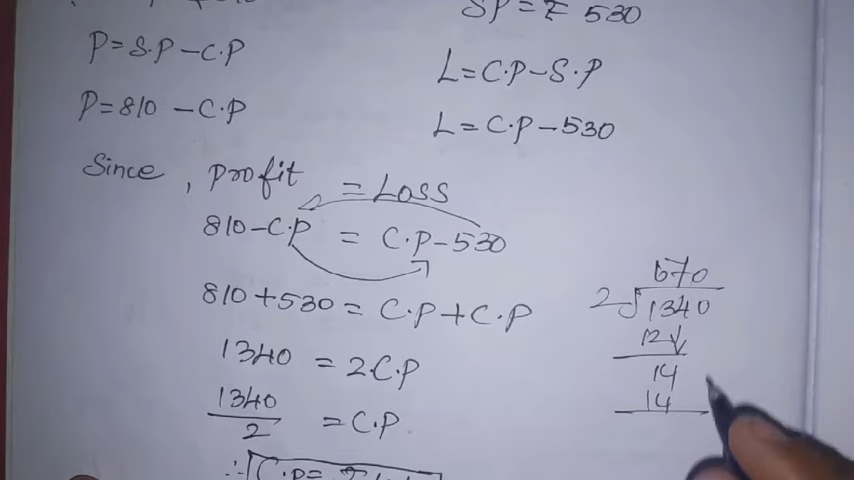 SP = ₹ 530
P = S.P - C.P
L = C.P - S.P
P = 810 - C.P
L = C.P - 530
Since, profit = Loss
810 - C.P = C.P - 530
810 + 530 = C.P + C.P
1340 = 2C.P
1340
2
= C.P
∴ C.P = ₹
670
2 1340
12
14
14